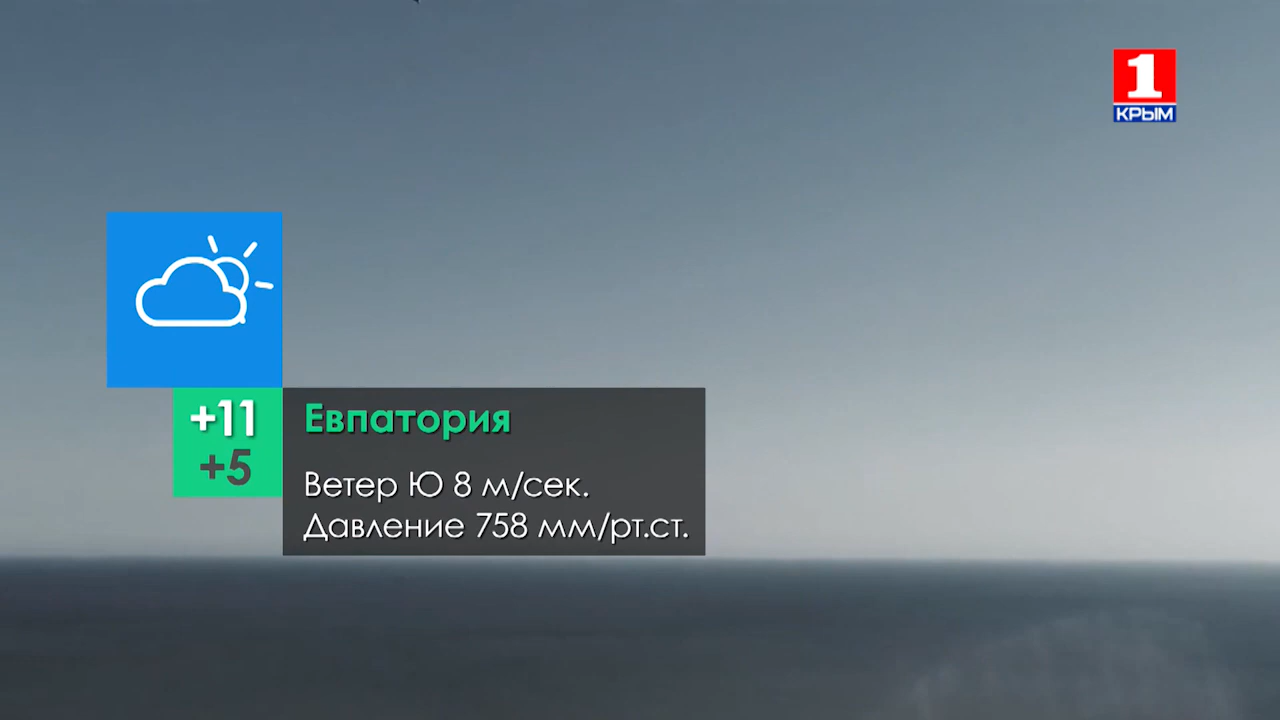 1
КРЫМ
+11
+5
Евпатория
Ветер Ю 8 м/сек.
Давление 758 мм/рт.ст.